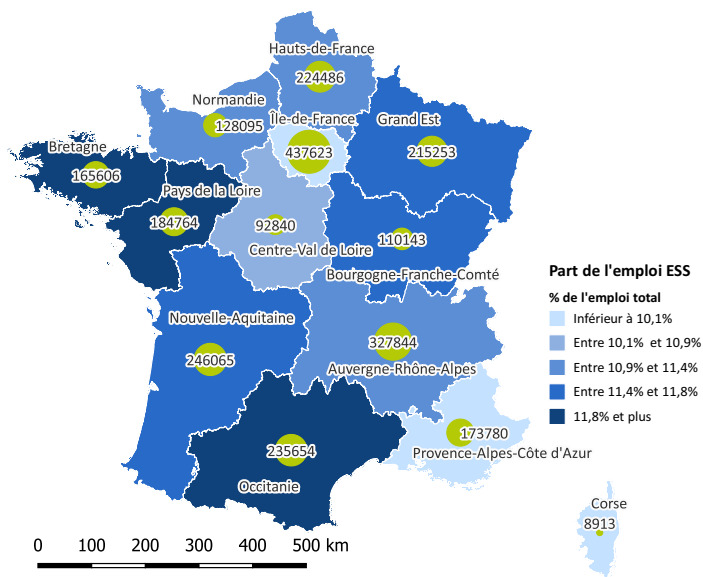 Hauts-de-France
224486
Normandie
128095
Île-de-France
437623
Grand Est
215253
Bretagne
165606
Pays de la Loire
184764
92840
Centre-Val de Loire
110143
Bourgogne-Franche-Comté
Nouvelle-Aquitaine
246065
327844
Auvergne-Rhône-Alpes
235654
Occitanie
173780
Provence-Alpes-Côte d'Azur
Corse
8913
Part de l'emploi ESS
% de l'emploi total
Inférieur à 10,1%
Entre 10,1% et 10,9%
Entre 10,9% et 11,4%
Entre 11,4% et 11,8%
11,8% et plus
0 100 200 300 400 500 km